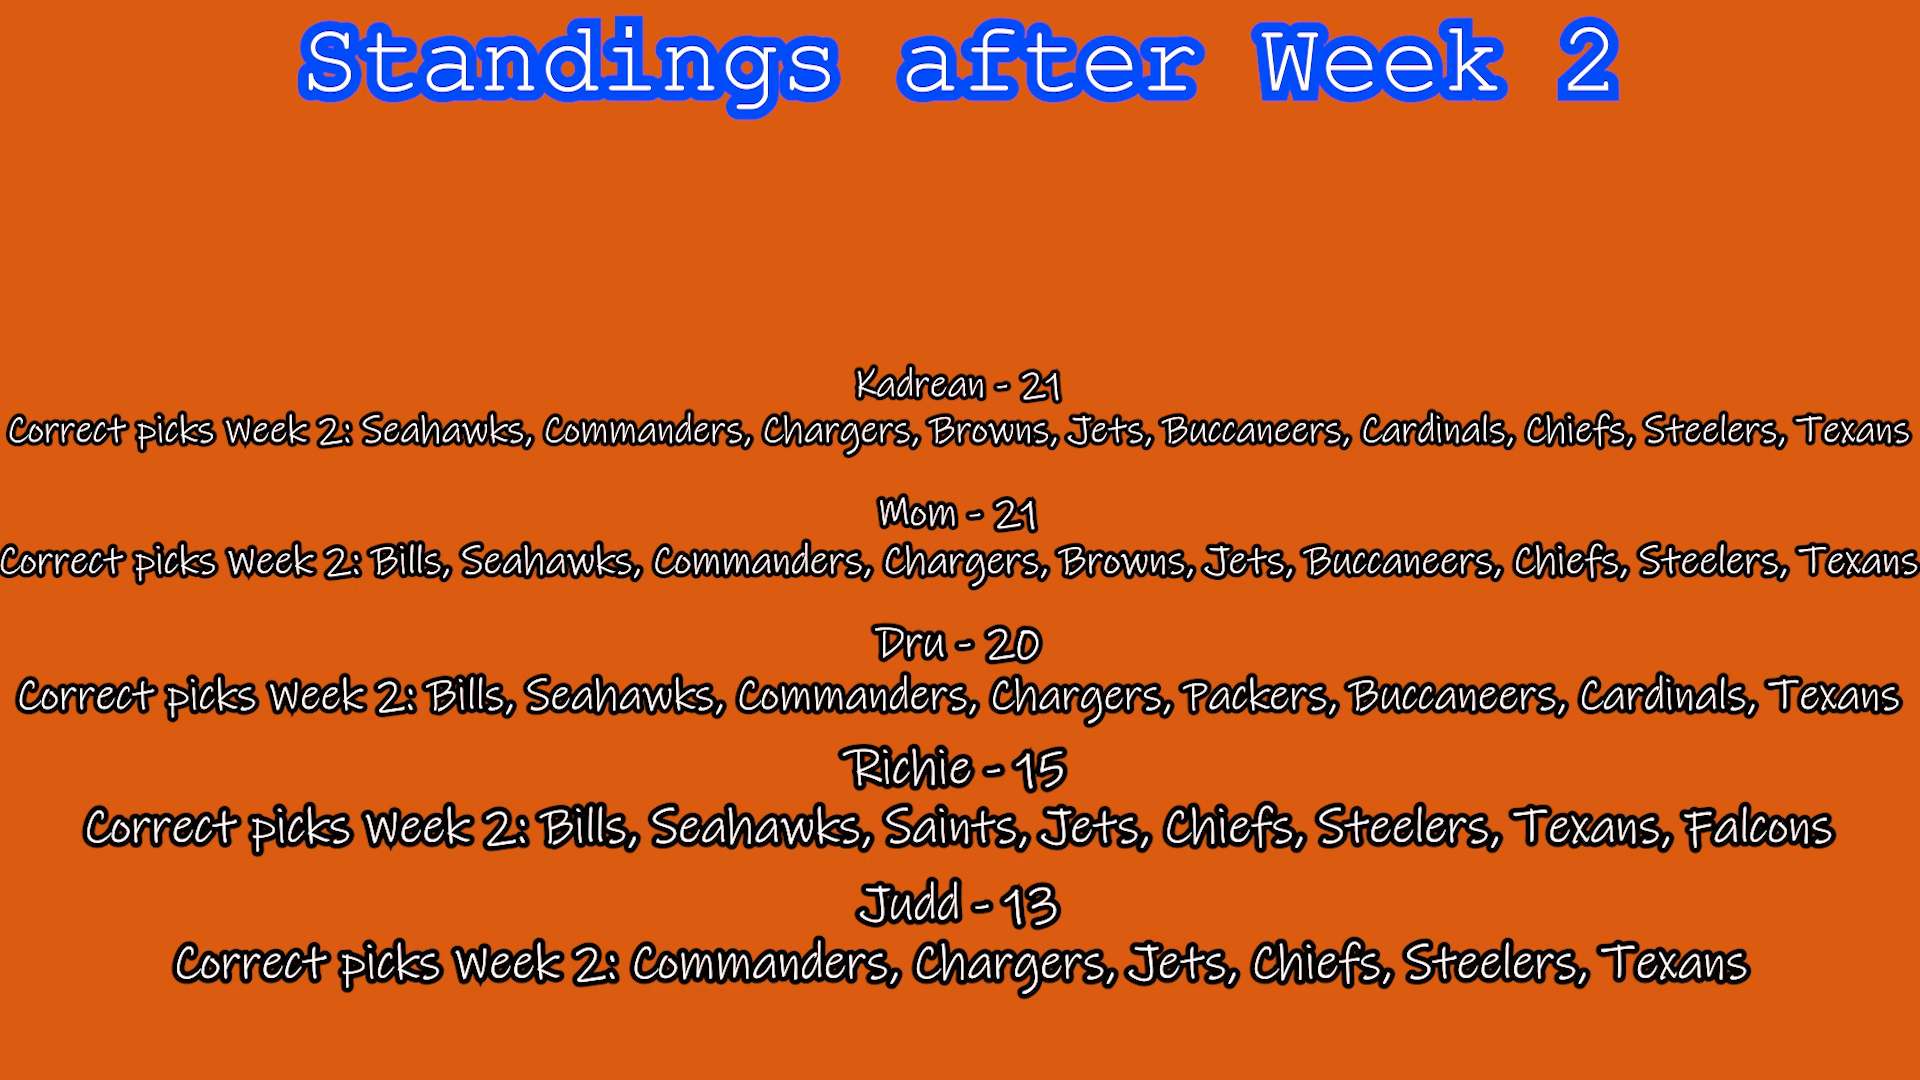 Standings after Week 2
Kadrean - 21
Correct picks Week 2: Seahawks, Commanders, Chargers, Browns, Jets, Buccaneers, Cardinals, Chiefs, Steelers, Texans
Mom - 21
Correct picks Week 2: Bills, Seahawks, Commanders, Chargers, Browns, Jets, Buccaneers, Chiefs, Steelers, Texans
Dru - 20
Correct picks Week 2: Bills, Seahawks, Commanders, Chargers, Packers, Buccaneers, Cardinals, Texans
Richie - 15
Correct picks Week 2: Bills, Seahawks, Saints, Jets, Chiefs, Steelers, Texans, Falcons
Judd - 13
Correct picks Week 2: Commanders, Chargers, Jets, Chiefs, Steelers, Texans